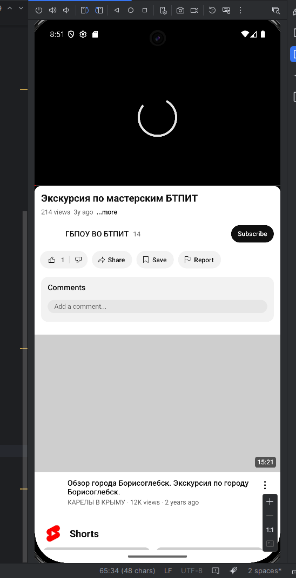 8:51
Экскурсия по мастерским БТПИТ
214 views 3y ago ...more
ГБПОУ ВО БТПИТ 14
Subscribe
1
Share
Save
Report
Comments
Add a comment...
15:21
Обзор города Борисоглебск. Экскурсия по городу
Борисоглебск.
КАРЕЛЫ В КРЫМУ · 12K views · 2 years ago
Shorts
1:1
65:34 (48 chars) LF UTF-8 2 spaces*